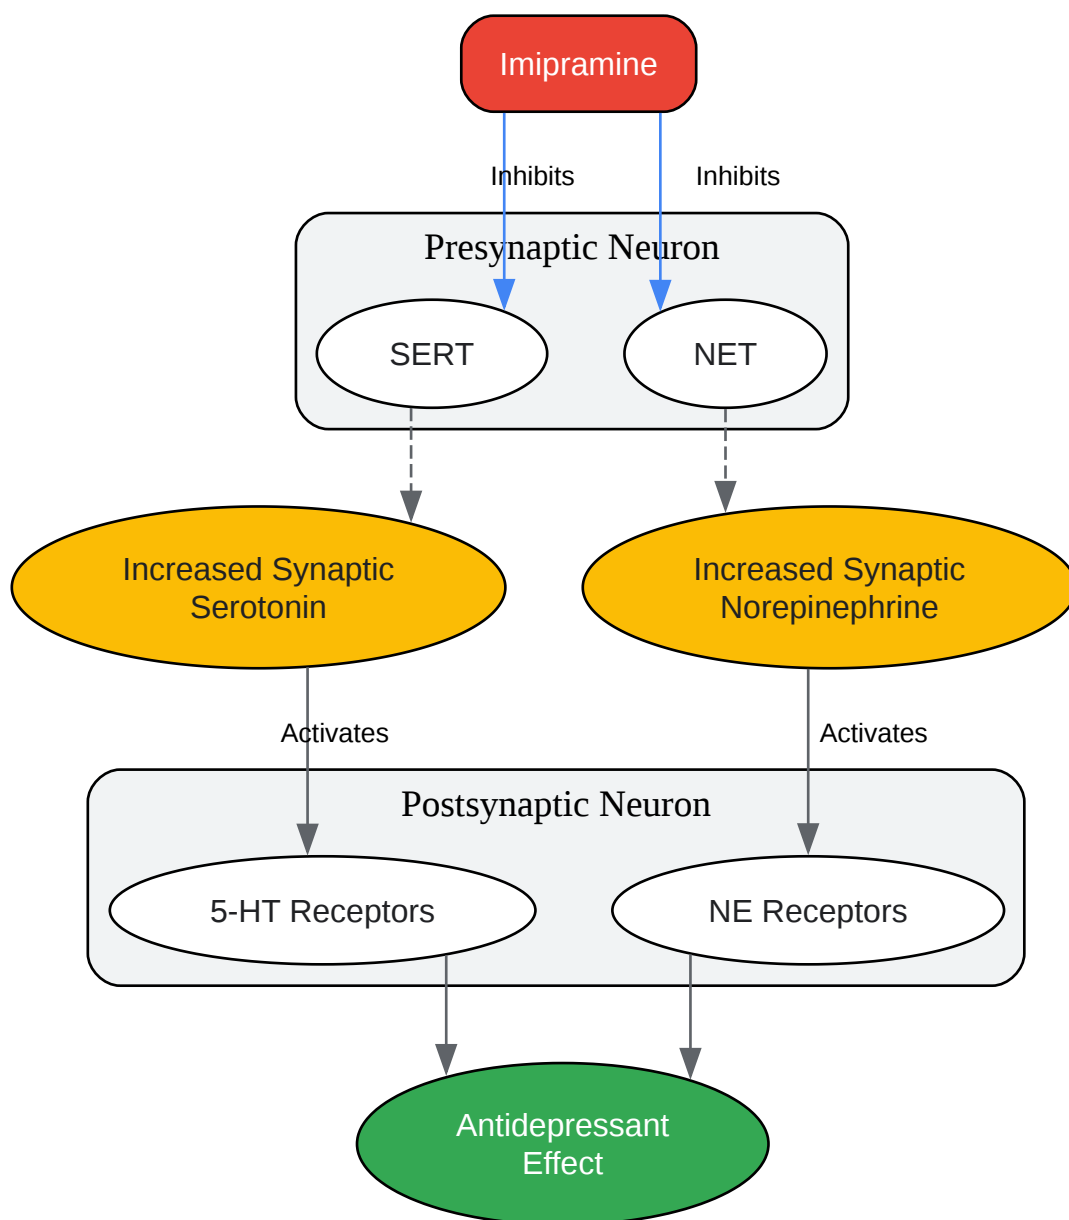 Imipramine
Inhibits
Inhibits
Presynaptic Neuron
SERT
NET
Increased Synaptic
Serotonin
Increased Synaptic
Norepinephrine
Activates
Activates
Postsynaptic Neuron
5-HT Receptors
NE Receptors
Antidepressant
Effect